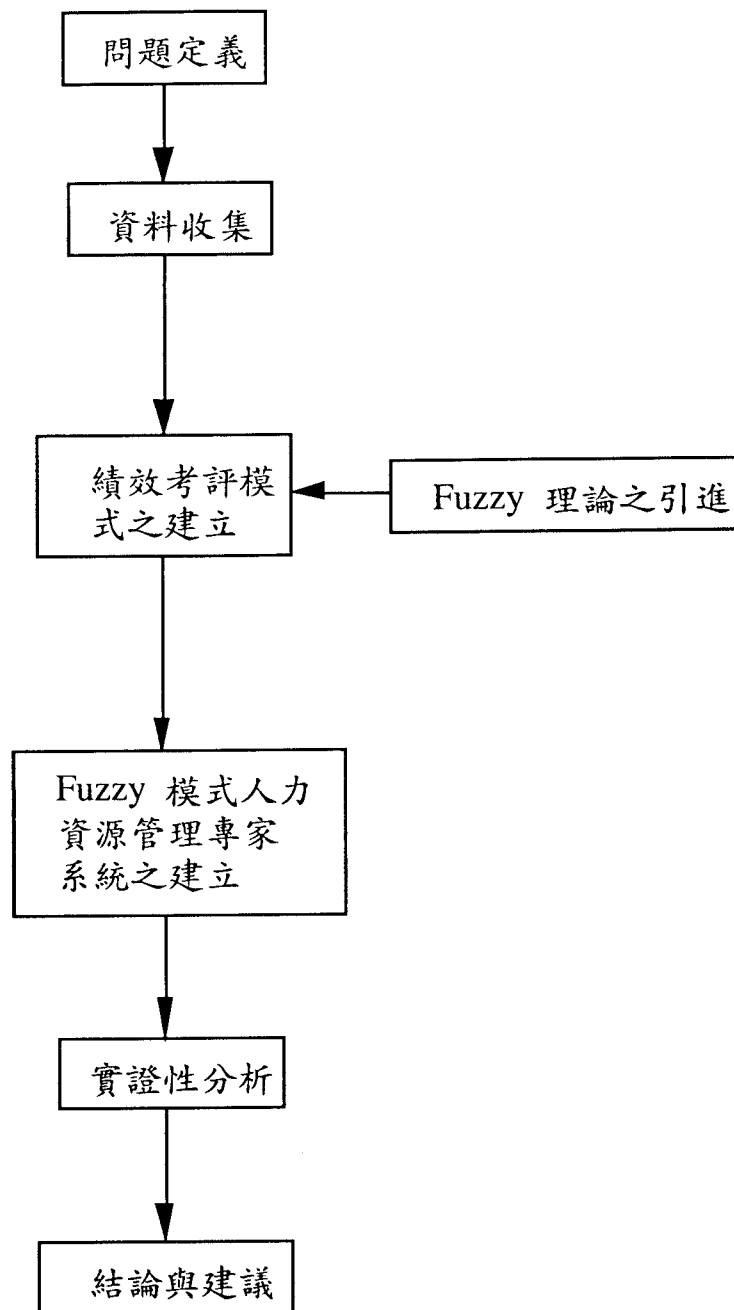 問題定義
資料收集
績效考評模
式之建立
Fuzzy 理論之引進
Fuzzy 模式人力
資源管理專家
系統之建立
實證性分析
結論與建議